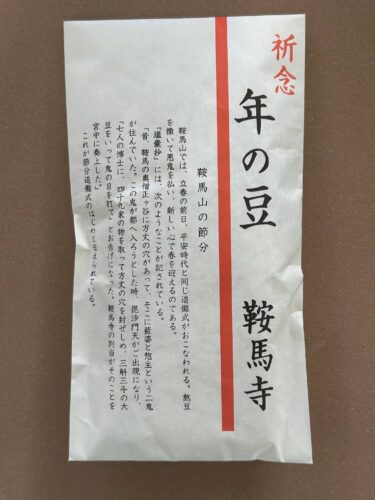 祈念
年の豆 鞍馬寺
鞍馬山の節分
鞍馬山では、立春の前日、平安時代と同じ追儺式がおこなわれる。熬豆
を撒いて悪鬼を払い、新しい心で春を迎えるのである。
『壒嚢抄』には、次のようなことが記されている。
「昔、鞍馬の奥僧正ヶ谷に方丈の穴があって、そこに藍婆と惣主という二鬼
が住んでいた。この鬼が都へ入ろうとした時、毘沙門天がご出現になり、
『七人の博士に、四十九家の物を取って方丈の穴を封ぜしめ、三斛三斗の大
豆をいって鬼の目を打て』とお告げになった。鞍馬寺の別当がそのことを
宮中に奏上した。」
これが節分追儺式のはじめと伝えられている。